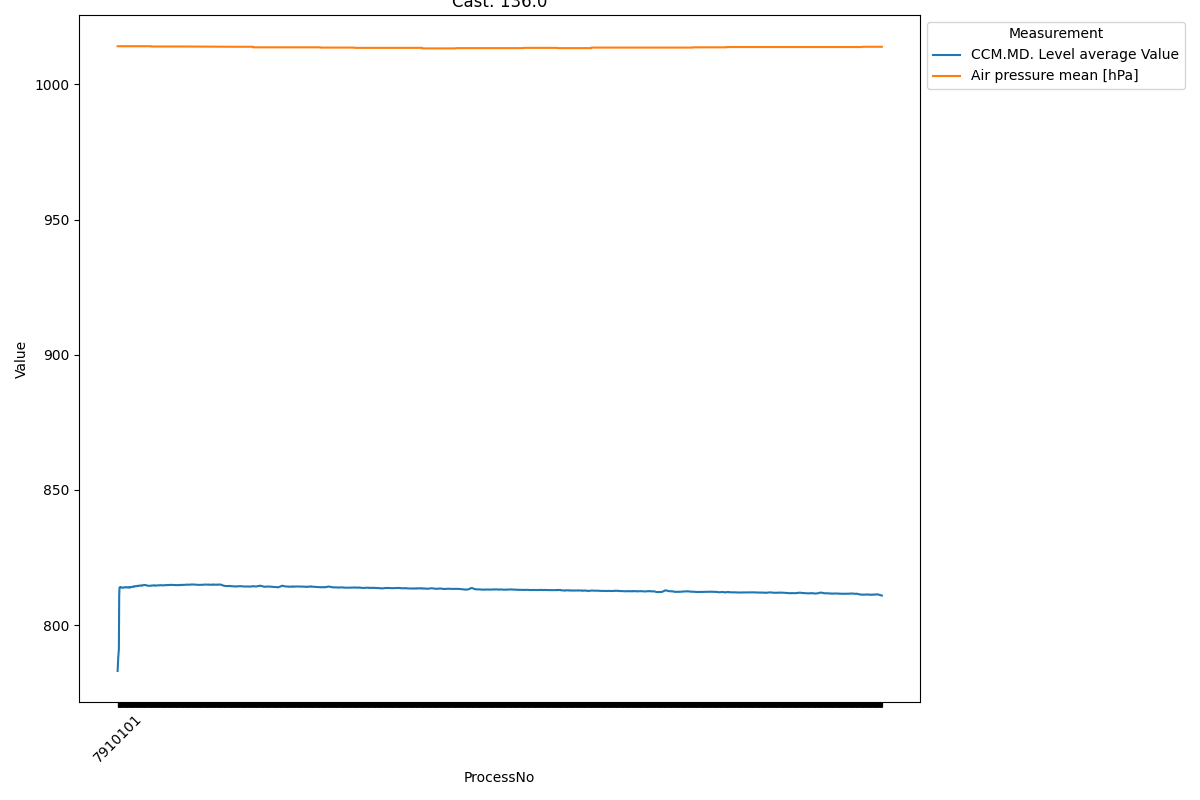 Cast: 136.0
Measurement
CCM.MD. Level average Value
Air pressure mean [hPa]
1000
950
900
850
800
Value
7910101
ProcessNo